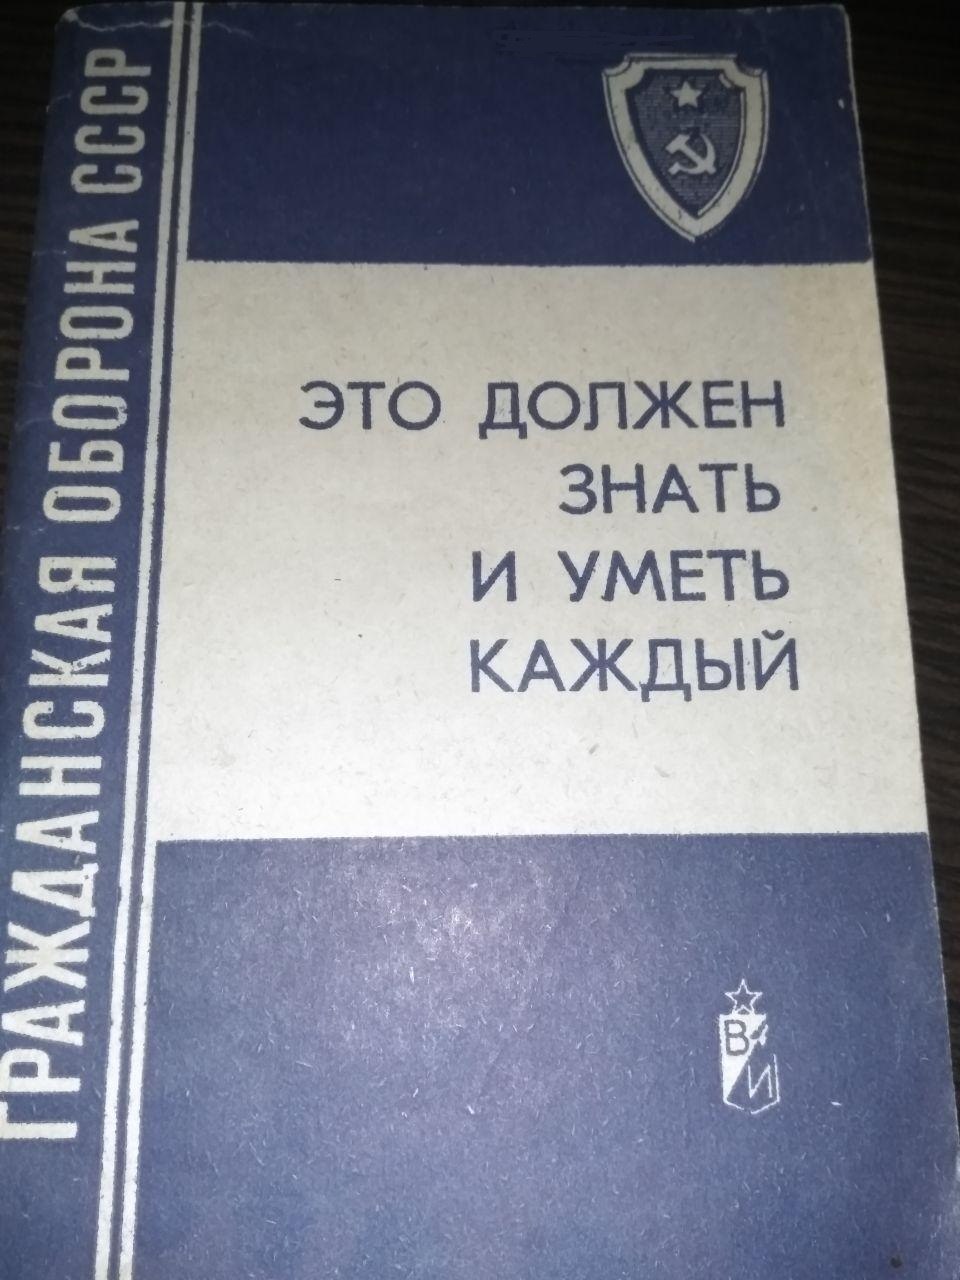 ГРАЖДАНСКАЯ ОБОРОНА СССР
ЭТО ДОЛЖЕН
ЗНАТЬ
И УМЕТЬ
КАЖДЫЙ
В
И